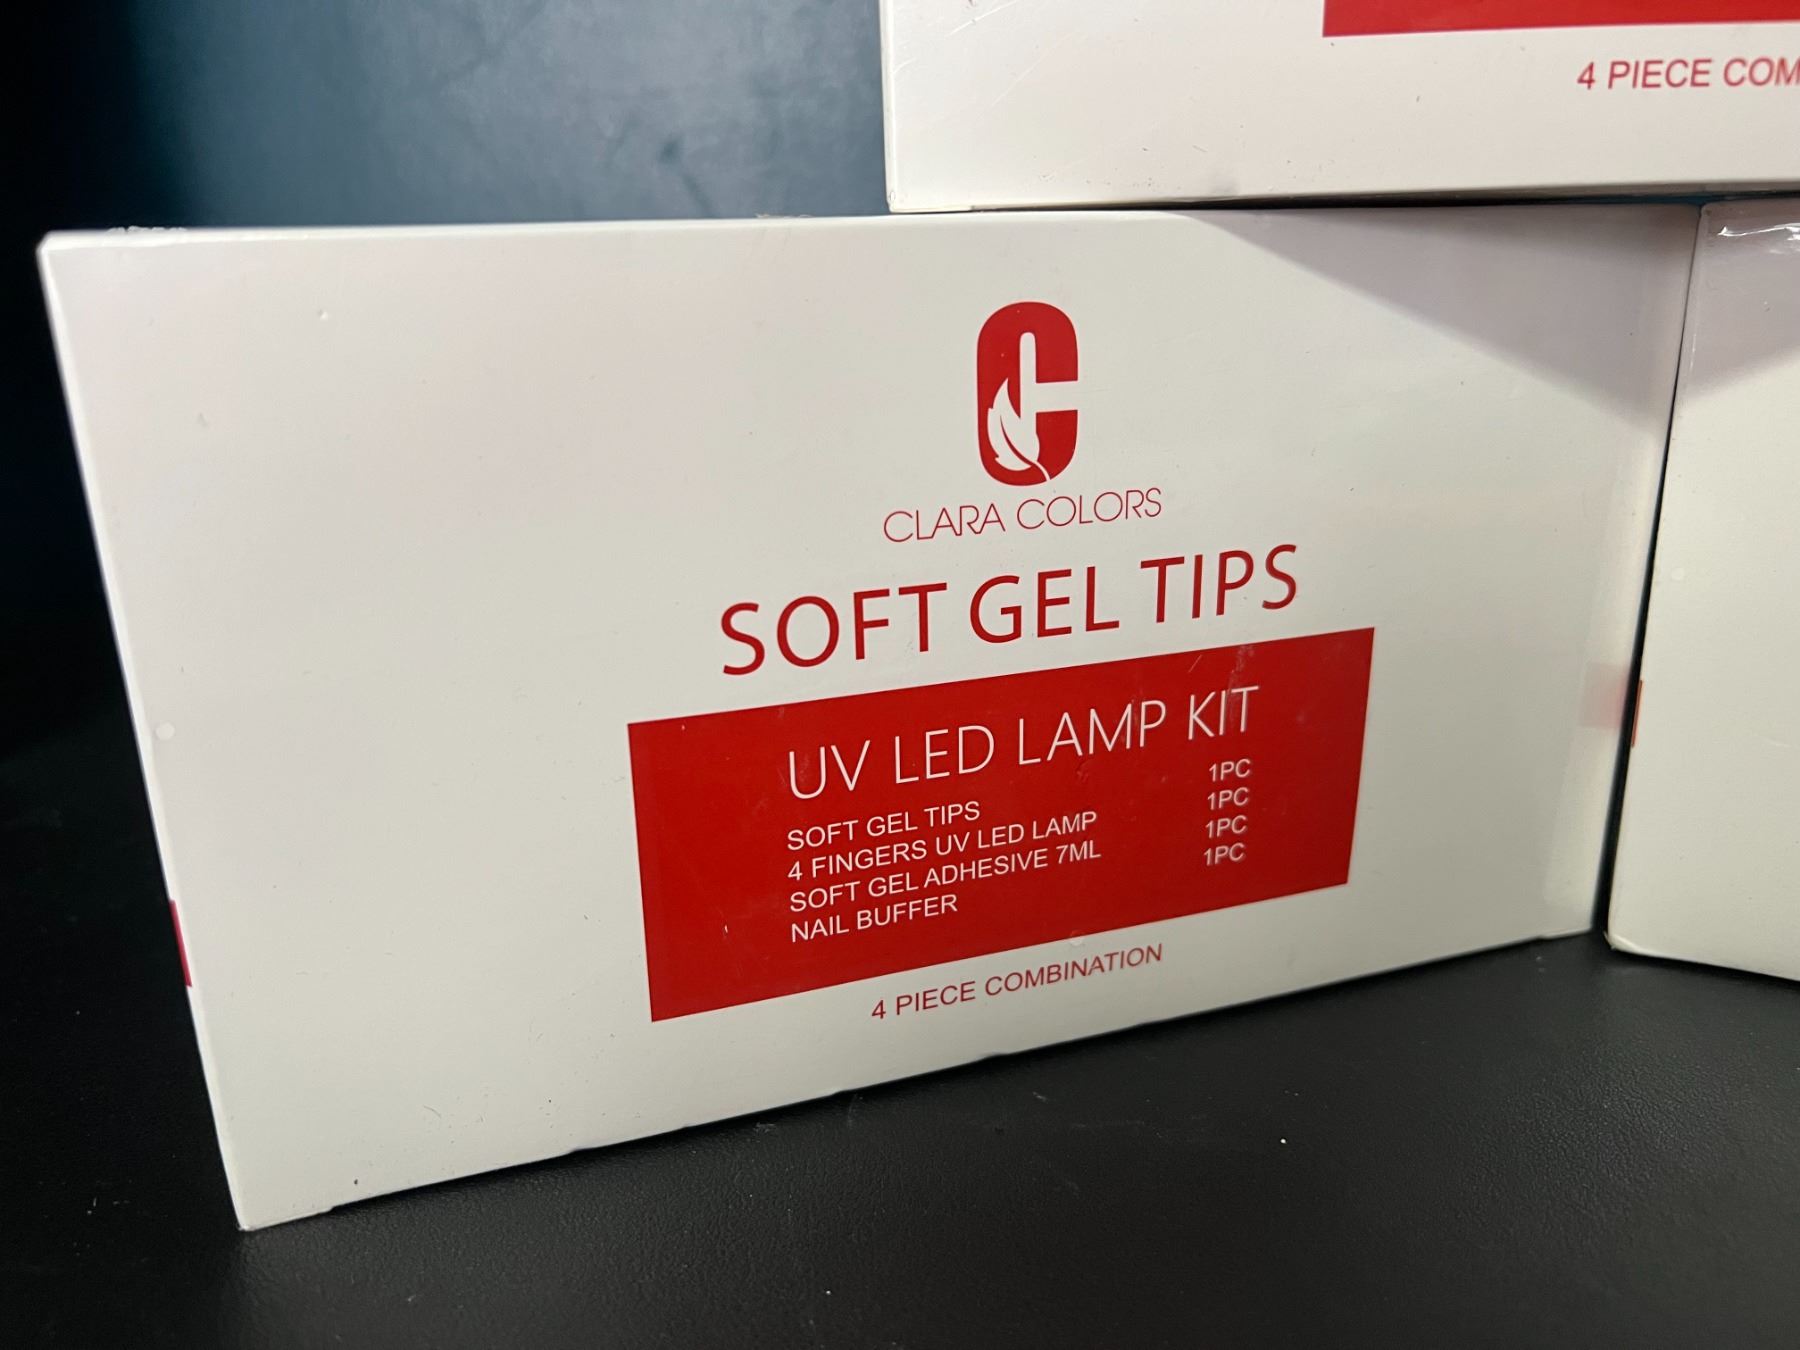 4 PIECE COM
CLARA COLORS
SOFT GEL TIPS
UV LED LAMP KIT
SOFT GEL TIPS 1PC
4 FINGERS UV LED LAMP 1PC
SOFT GEL ADHESIVE 7ML 1PC
NAIL BUFFER 1PC
4 PIECE COMBINATION